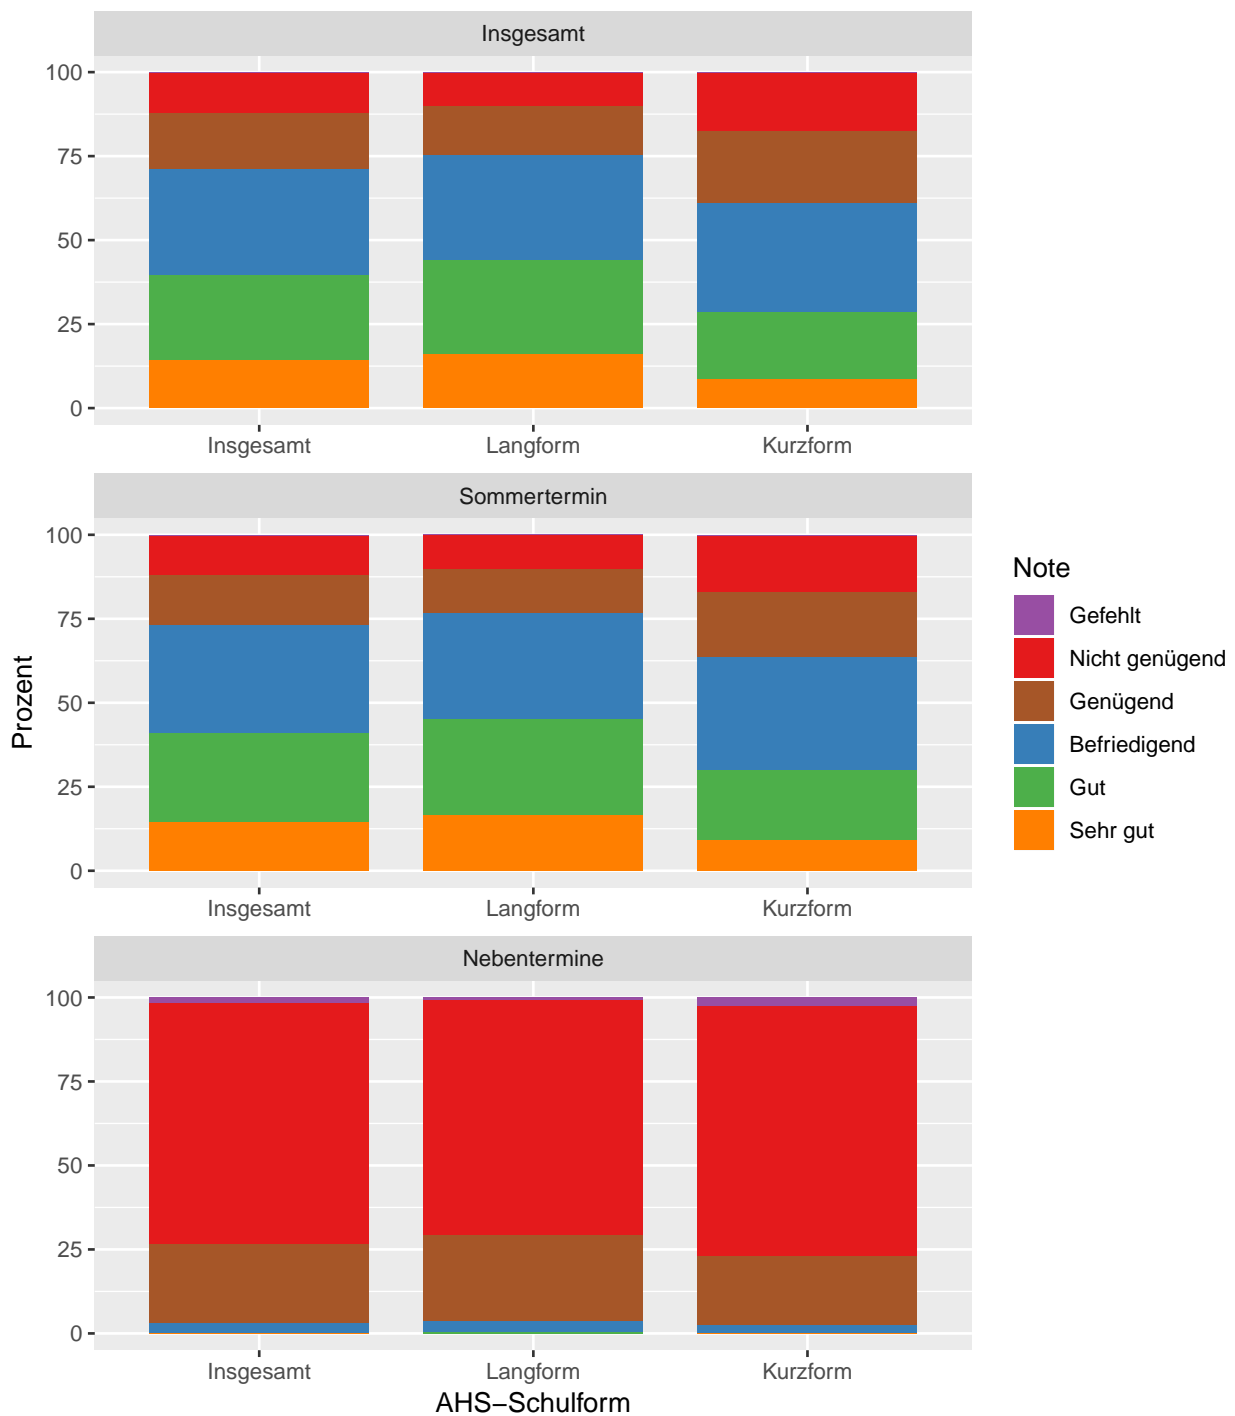 Insgesamt
100
75
50
25
0
Insgesamt Langform Kurzform
Sommertermin
100
75
50
25
0
Insgesamt Langform Kurzform
Nebentermine
100
75
50
25
0
Insgesamt Langform Kurzform
AHS−Schulform
Prozent
Note
Gefehlt
Nicht genügend
Genügend
Befriedigend
Gut
Sehr gut